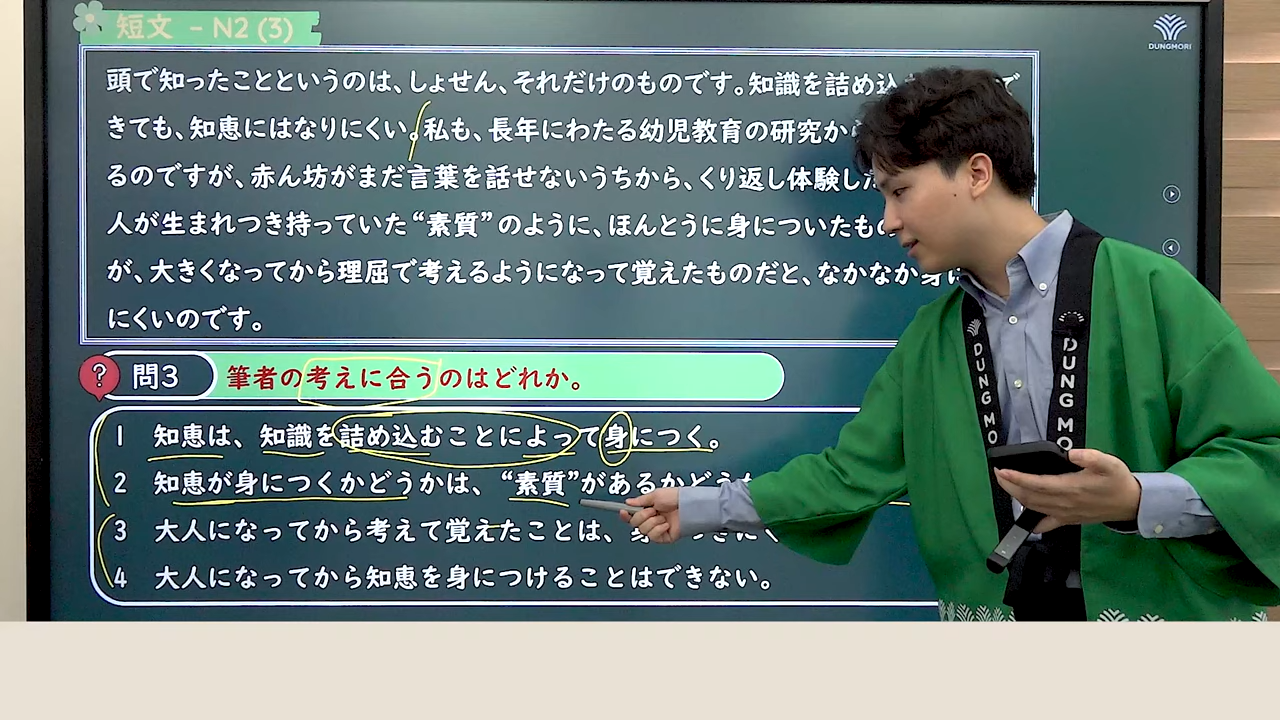 短文 － N2 (3)
DUNGMORI
頭で知ったことというのは、しょせん、それだけのものです。知識を詰め込
きても、知恵にはなりにくい。私も、長年にわたる幼児教育の研究か
るのですが、赤ん坊がまだ言葉を話せないうちから、くり返し体験し
人が生まれつき持っていた“素質”のように、ほんとうに身についたもの
が、大きくなってから理屈で考えるようになって覚えたものだと、なかなか身に
にくいのです。
? 問3 筆者の考えに合うのはどれか。
1 知恵は、知識を詰め込むことによって身につく。
2 知恵が身につくかどうかは、“素質”があるかどう
3 大人になってから考えて覚えたことは、身
4 大人になってから知恵を身につけることはできない。
DUNG MO
DUNG MO